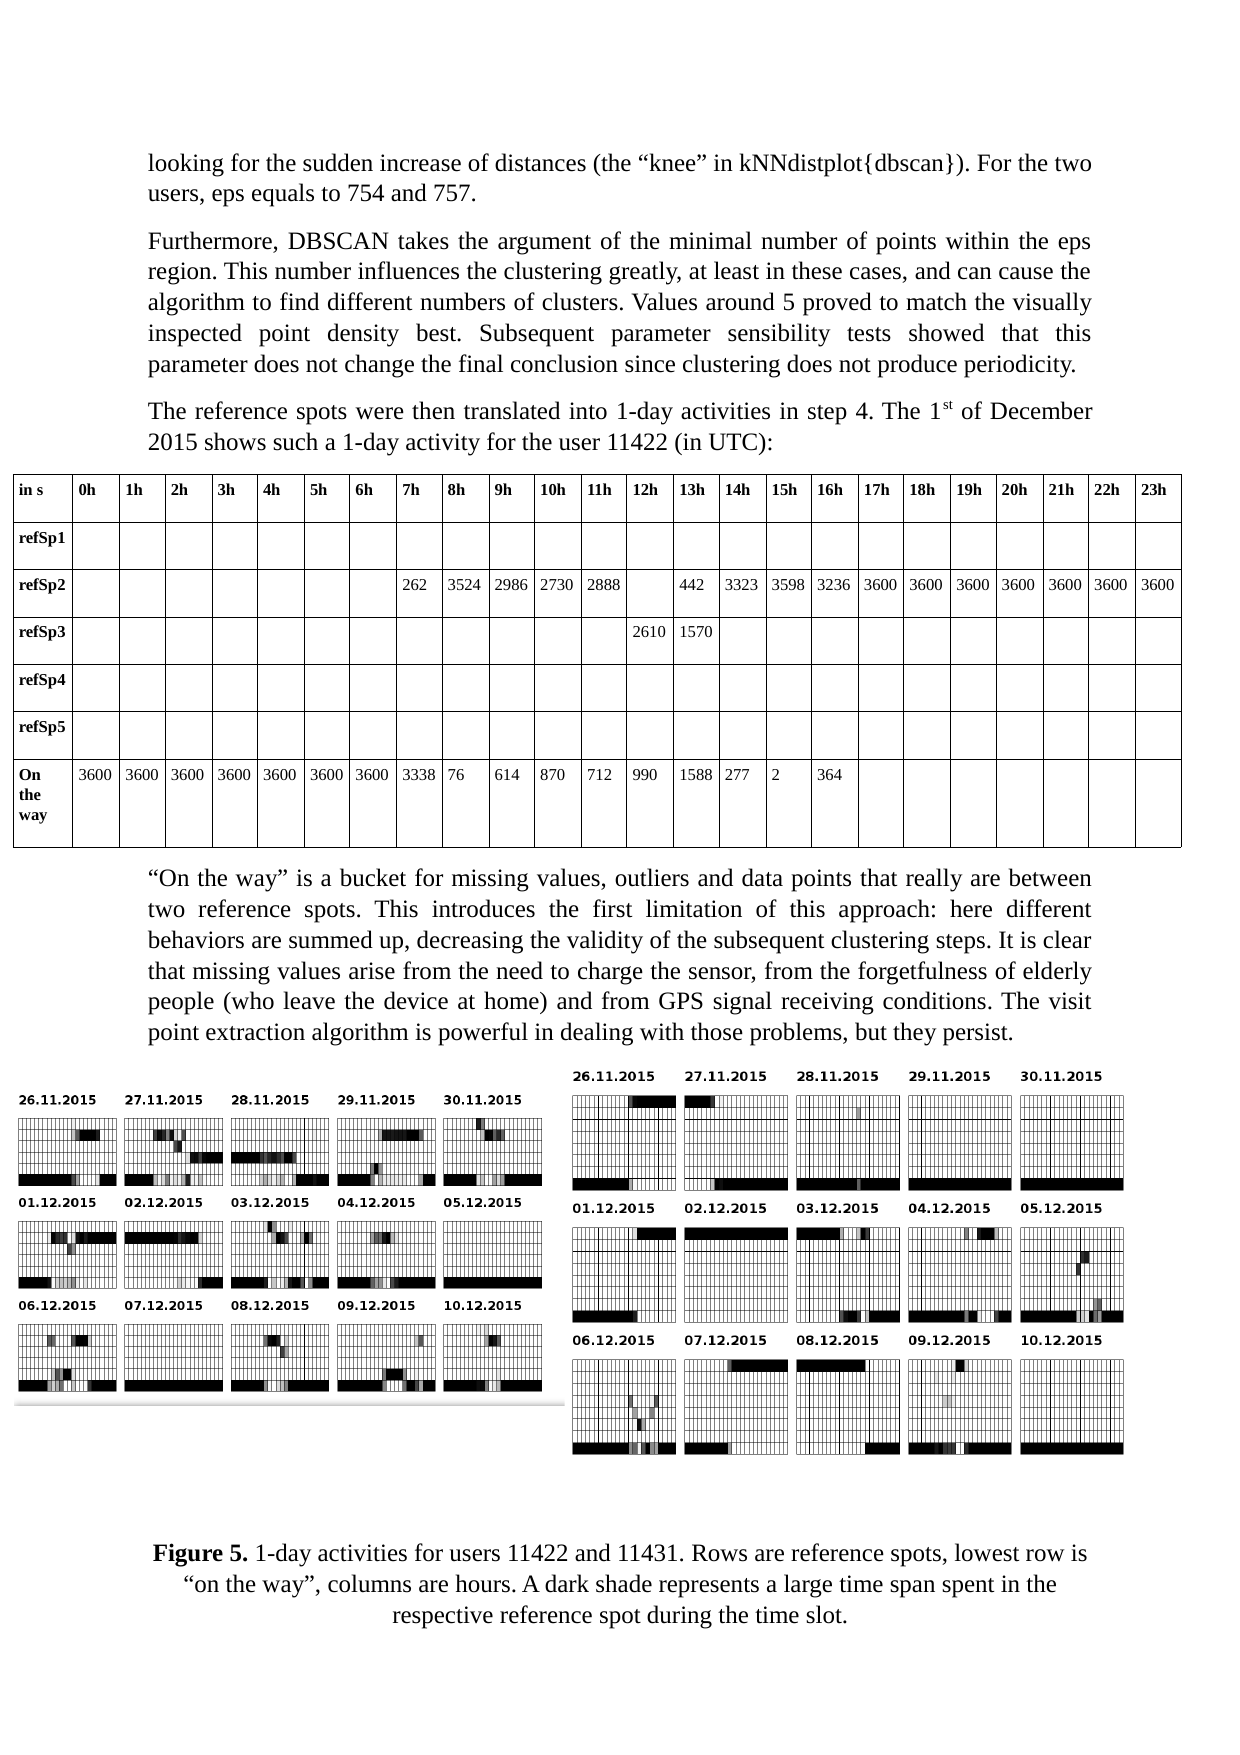 looking for the sudden increase of distances (the “knee” in kNNdistplot{dbscan}). For the two
users, eps equals to 754 and 757.
Furthermore, DBSCAN takes the argument of the minimal number of points within the eps
region. This number influences the clustering greatly, at least in these cases, and can cause the
algorithm to find different numbers of clusters. Values around 5 proved to match the visually
inspected point density best. Subsequent parameter sensibility tests showed that this
parameter does not change the final conclusion since clustering does not produce periodicity.
The reference spots were then translated into 1-day activities in step 4. The 1st of December
2015 shows such a 1-day activity for the user 11422 (in UTC):
in s 0h 1h 2h 3h 4h 5h 6h 7h 8h 9h 10h 11h 12h 13h 14h 15h 16h 17h 18h 19h 20h 21h 22h 23h
refSp1
refSp2 262 3524 2986 2730 2888 442 3323 3598 3236 3600 3600 3600 3600 3600 3600 3600
refSp3 2610 1570
refSp4
refSp5
On 3600 3600 3600 3600 3600 3600 3600 3338 76 614 870 712 990 1588 277 2 364
the
way
“On the way” is a bucket for missing values, outliers and data points that really are between
two reference spots. This introduces the first limitation of this approach: here different
behaviors are summed up, decreasing the validity of the subsequent clustering steps. It is clear
that missing values arise from the need to charge the sensor, from the forgetfulness of elderly
people (who leave the device at home) and from GPS signal receiving conditions. The visit
point extraction algorithm is powerful in dealing with those problems, but they persist.
26.11.2015 27.11.2015 28.11.2015 29.11.2015 30.11.2015
01.12.2015 02.12.2015 03.12.2015 04.12.2015 05.12.2015
06.12.2015 07.12.2015 08.12.2015 09.12.2015 10.12.2015
26.11.2015 27.11.2015 28.11.2015 29.11.2015 30.11.2015
01.12.2015 02.12.2015 03.12.2015 04.12.2015 05.12.2015
06.12.2015 07.12.2015 08.12.2015 09.12.2015 10.12.2015
Figure 5. 1-day activities for users 11422 and 11431. Rows are reference spots, lowest row is
“on the way”, columns are hours. A dark shade represents a large time span spent in the
respective reference spot during the time slot.